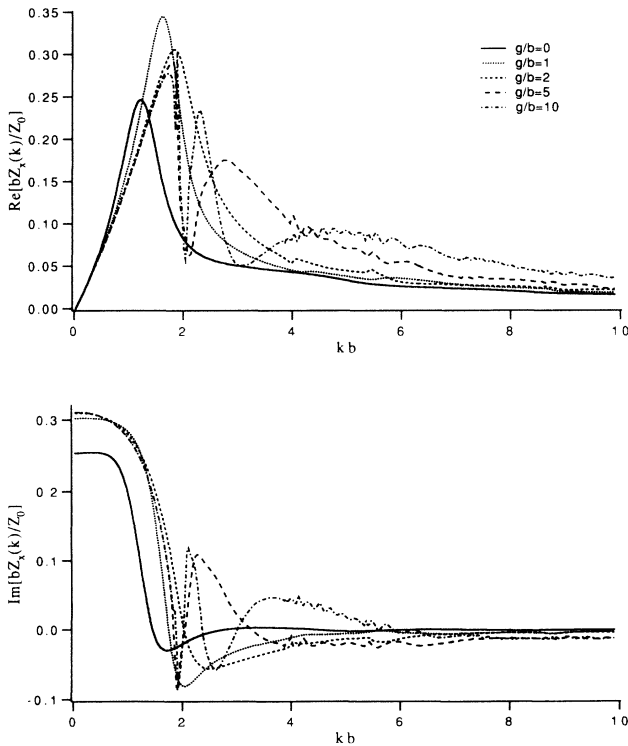 0.35
0.30
0.25
0.20
0.15
0.10
0.05
0.00
Re[bZx(k)/Z0]
g/b=0
g/b=1
g/b=2
g/b=5
g/b=10
0 2 4 6 8 10
k b
0.3
0 2
0.1
0.0
-0.1
Im[bZx(k)/Z0]
0 2 4 6 8 10
k b